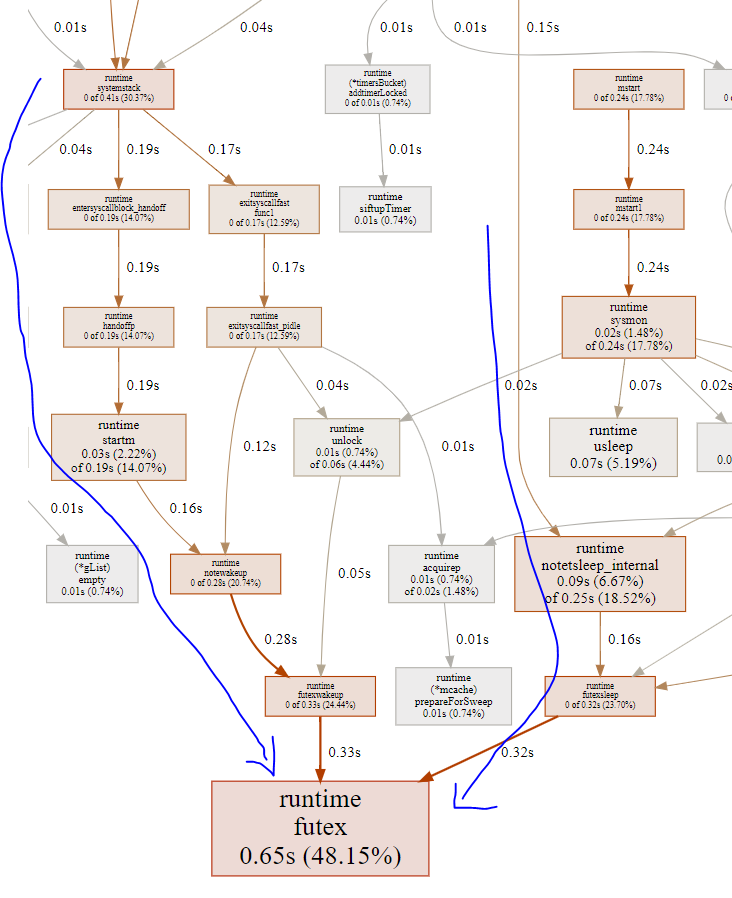 0.01s
0.04s
0.01s
0.01s
0.15s
runtime
systemstack
0 of 0.41s (30.37%)
runtime
(*timersBucket)
addtimerLocked
0 of 0.01s (0.74%)
runtime
mstart
0 of 0.24s (17.78%)
0.04s
0.19s
0.17s
0.01s
0.24s
runtime
entersyscallblock_handoff
0 of 0.19s (14.07%)
runtime
exitsyscallfast
func1
0 of 0.17s (12.59%)
runtime
siftupTimer
0.01s (0.74%)
runtime
mstart1
0 of 0.24s (17.78%)
0.19s
0.17s
0.24s
runtime
handoffp
0 of 0.19s (14.07%)
runtime
exitsyscallfast_pidle
0 of 0.17s (12.59%)
runtime
sysmon
0.02s (1.48%)
of 0.24s (17.78%)
0.19s
0.04s
0.02s
0.07s
0.02s
runtime
startm
0.03s (2.22%)
of 0.19s (14.07%)
0.12s
runtime
unlock
0.01s (0.74%)
of 0.06s (4.44%)
0.01s
runtime
usleep
0.07s (5.19%)
0.0
0.01s
0.16s
runtime
(*gList)
empty
0.01s (0.74%)
runtime
notewakeup
0 of 0.28s (20.74%)
0.05s
runtime
acquirep
0.01s (0.74%)
of 0.02s (1.48%)
runtime
notetsleep_internal
0.09s (6.67%)
of 0.25s (18.52%)
0.28s
0.01s
0.16s
runtime
futexwakeup
0 of 0.33s (24.44%)
runtime
(*mcache)
prepareForSweep
0.01s (0.74%)
runtime
futexsleep
0 of 0.32s (23.70%)
0.33s
0.32s
runtime
futex
0.65s (48.15%)